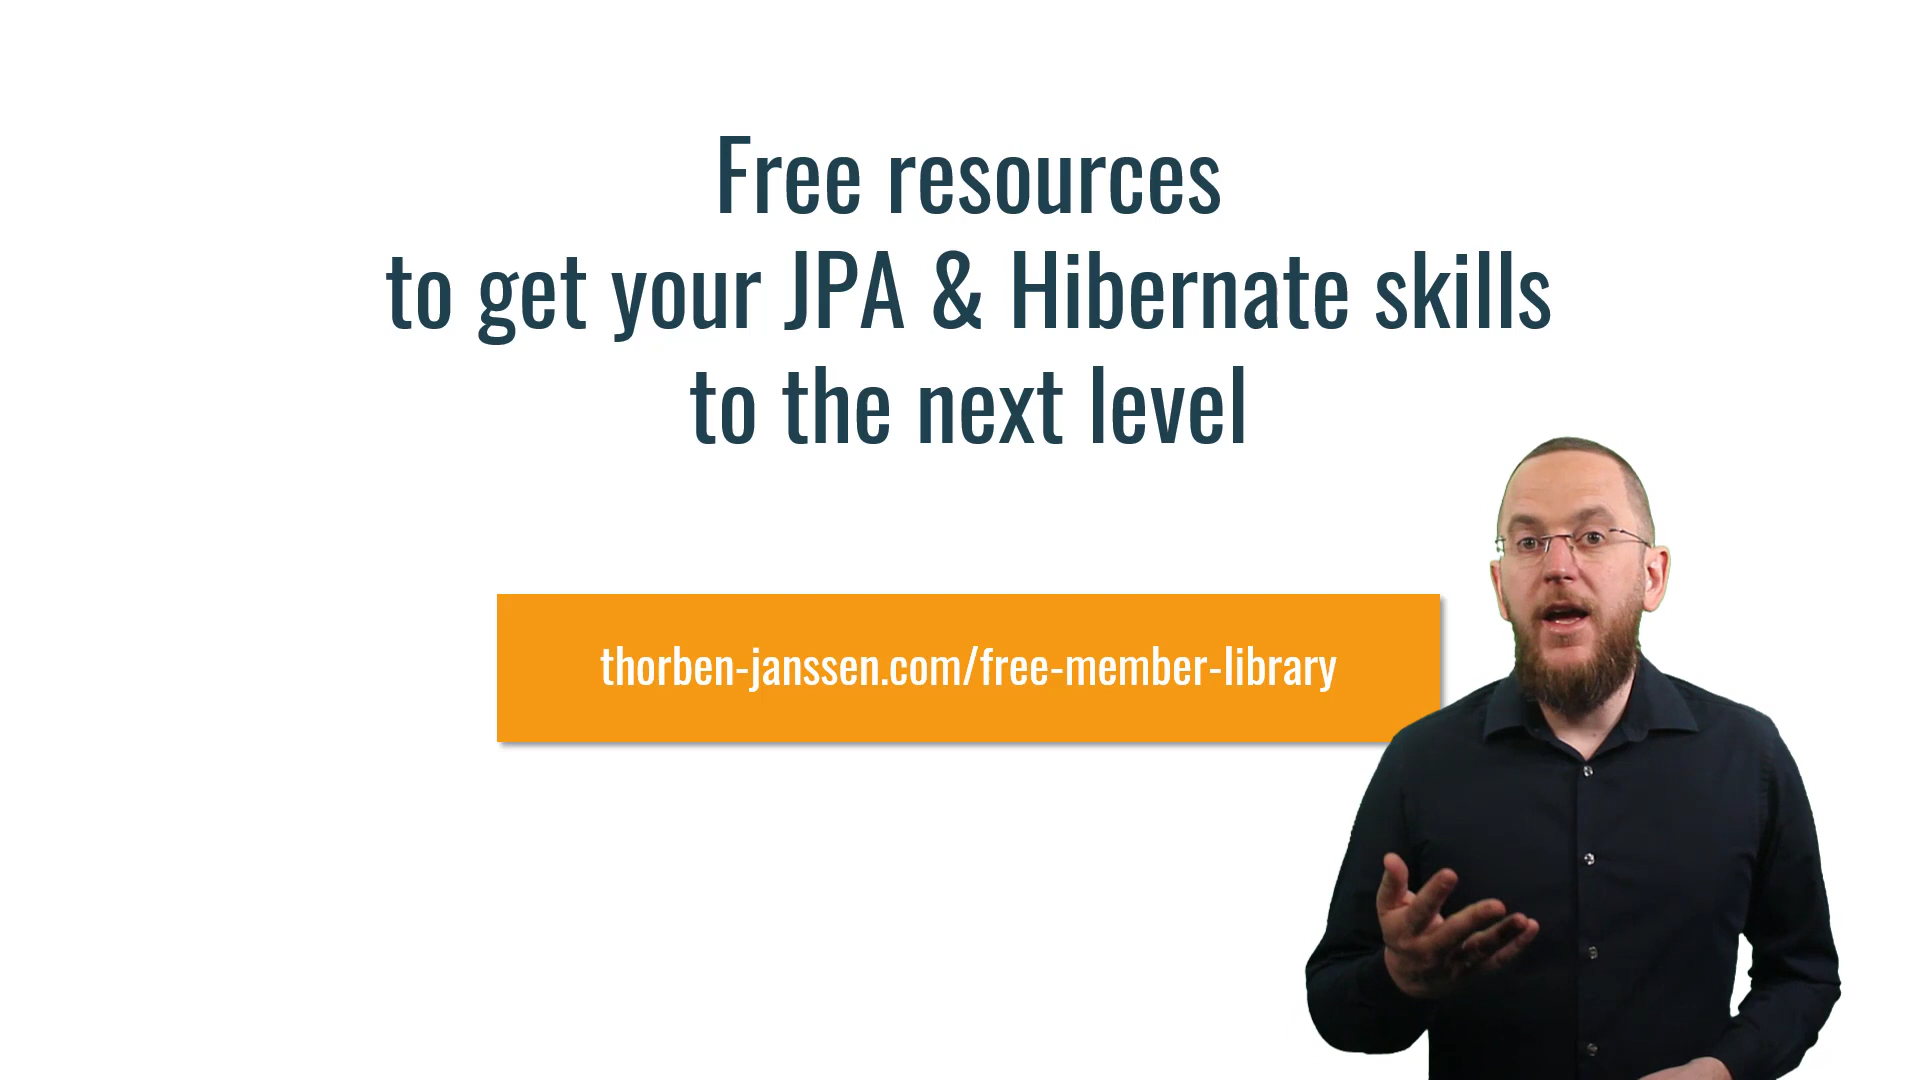 Free resources
to get your JPA & Hibernate skills
to the next level
thorben-janssen.com/free-member-library